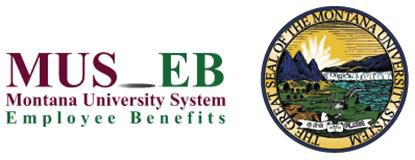 MUS EB
Montana University System
Employee Benefits
THE GREAT SEAL OF THE MONTANA UNIVERSITY SYSTEM